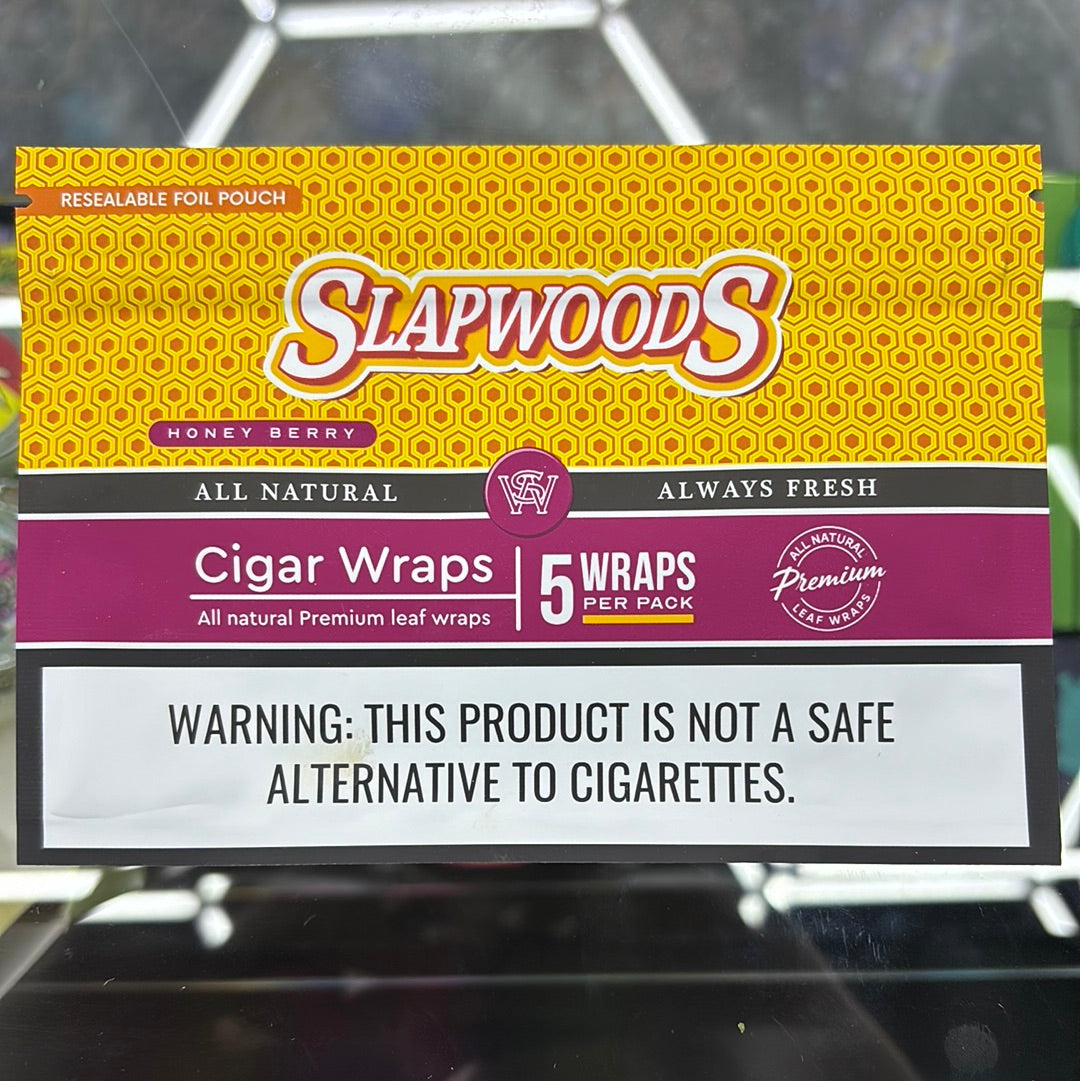 RESEALABLE FOIL POUCH
SLAPWOODS
HONEY BERRY
ALL NATURAL
ALWAYS FRESH
Cigar Wraps
All natural Premium leaf wraps
5 WRAPS
PER PACK
ALL NATURAL
Premium
LEAF WRAPS
WARNING: THIS PRODUCT IS NOT A SAFE
ALTERNATIVE TO CIGARETTES.